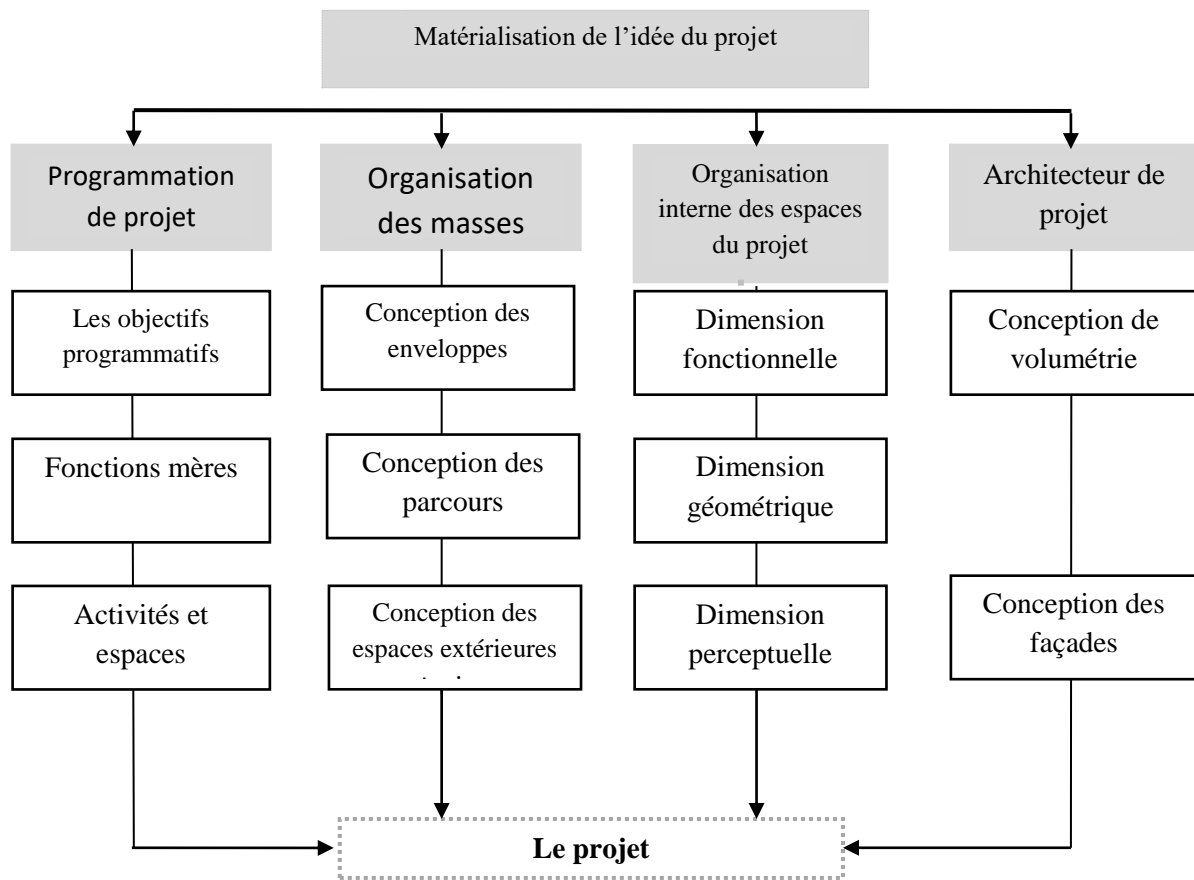 Matérialisation de l’idée du projet
Programmation
de projet
Organisation
des masses
Organisation
interne des espaces
du projet
Architecteur de
projet
Les objectifs
programmatifs
Conception des
enveloppes
Dimension
fonctionnelle
Conception de
volumétrie
Fonctions mères
Conception des
parcours
Dimension
géométrique
Activités et
espaces
Conception des
espaces extérieures
Dimension
perceptuelle
Conception des
façades
Le projet